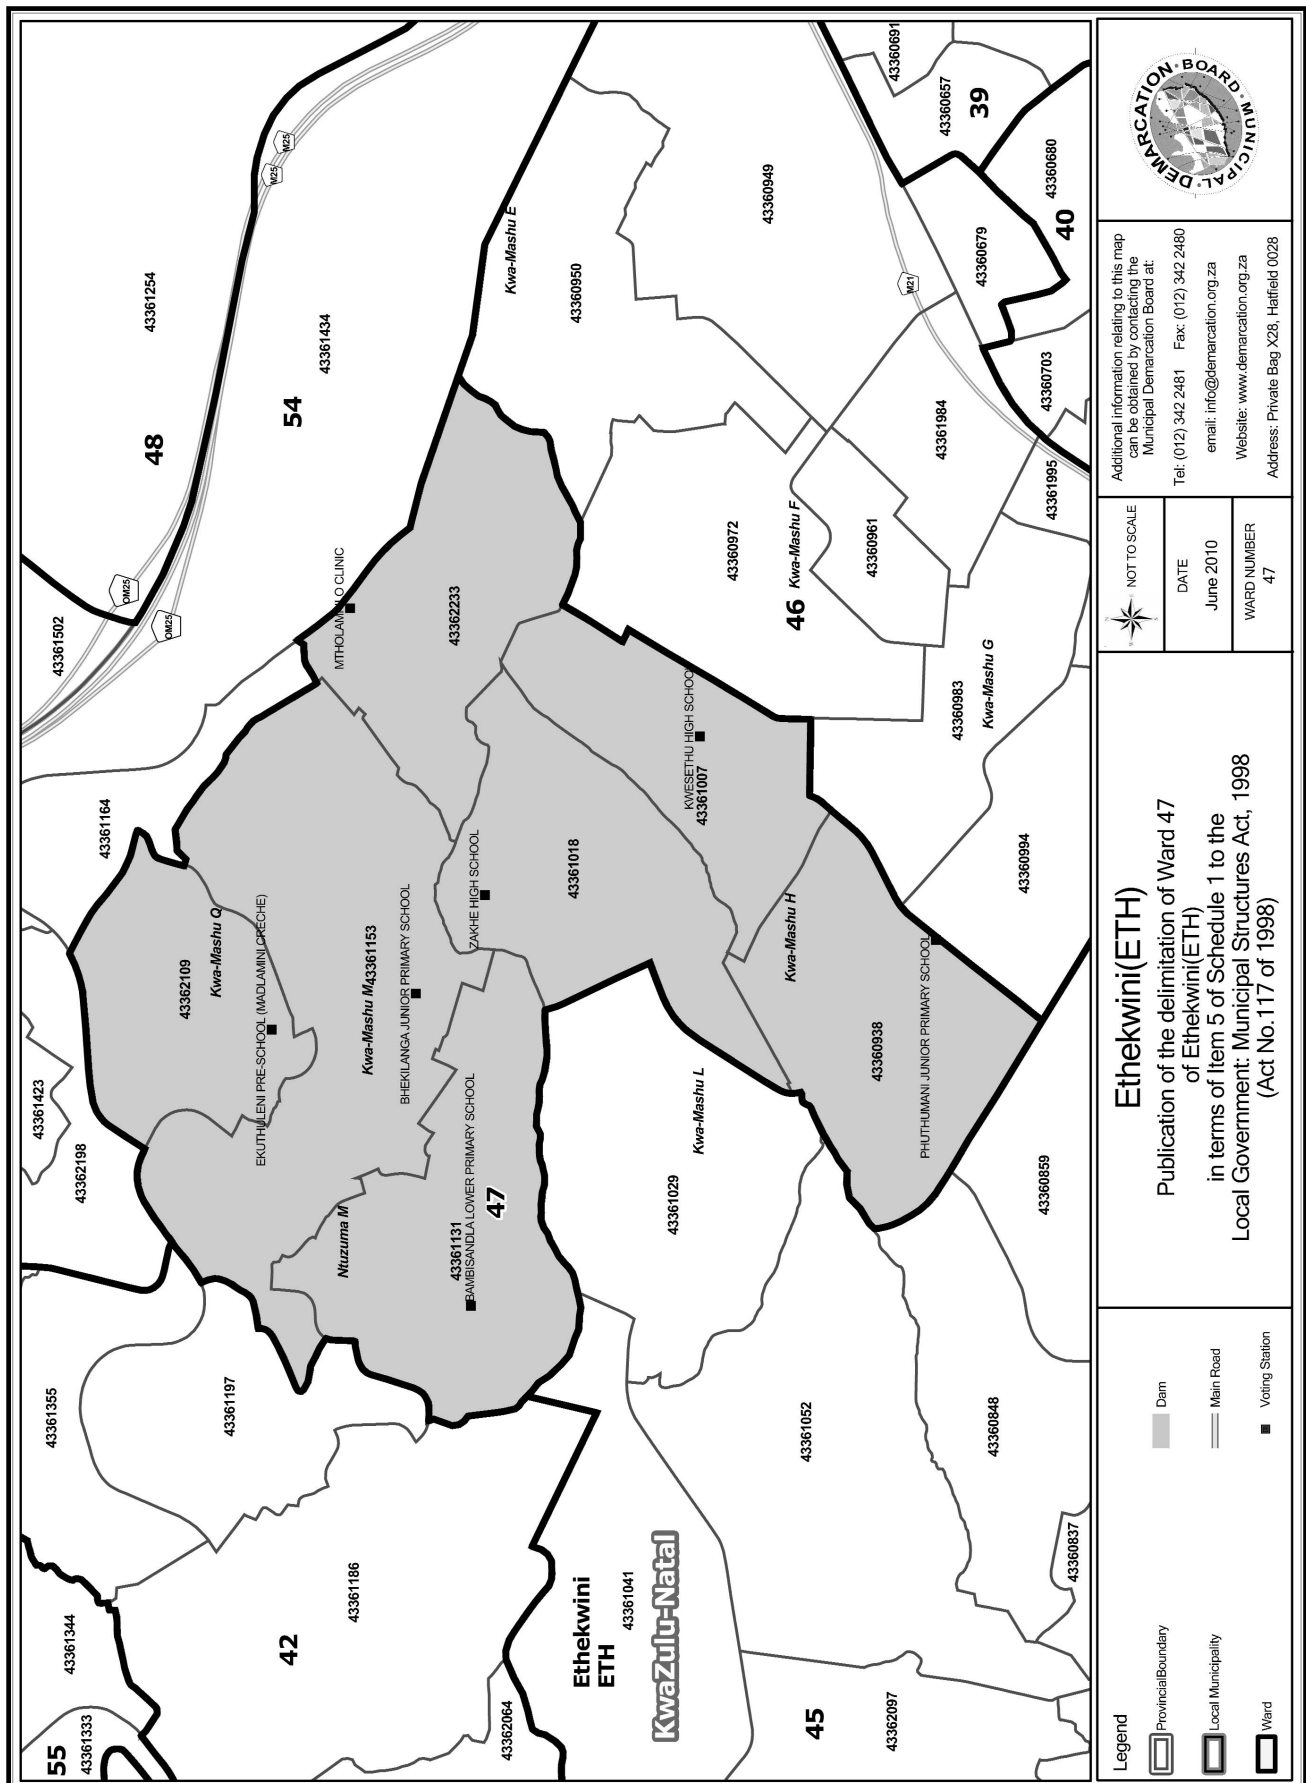 55
43361333
43361344
43361355
43361423
43362198
43361164
43361502
48
43361254
OM25
OM25
M25
M25
54
43361434
42
43361186
43361197
43362109
Kwa-Mashu Q
EKUTHULENI PRE-SCHOOL (MADLAMINI CRECHE)
Kwa-Mashu M
43361153
BHEKILANGA JUNIOR PRIMARY SCHOOL
Ntuzuma M
43361131
BAMBISANDLA LOWER PRIMARY SCHOOL
47
ZAKHE HIGH SCHOOL
43361018
43362233
KWESETHU HIGH SCHOOL
43361007
Kwa-Mashu H
43360938
PHUTHUMANI JUNIOR PRIMARY SCHOOL
Kwa-Mashu E
43360950
43360949
43360691
43360657
39
43360680
40
43360679
M21
43360703
43361984
43361995
43360972
Kwa-Mashu F
46
43360961
43360983
Kwa-Mashu G
43360994
Kwa-Mashu L
43361029
43360859
43361052
43360848
43360837
43362064
Ethekwini
ETH
43361041
KwaZulu-Natal
45
43362097
Legend
ProvincialBoundary
Local Municipality
Ward
Dam
Main Road
Voting Station
Ethekwini(ETH)
Publication of the delimitation of Ward 47
of Ethekwini(ETH)
in terms of Item 5 of Schedule 1 to the
Local Government: Municipal Structures Act, 1998
(Act No.117 of 1998)
NOT TO SCALE
DATE
June 2010
WARD NUMBER
47
Additional information relating to this map
can be obtained by contacting the
Municipal Demarcation Board at:
Tel: (012) 342 2481 Fax: (012) 342 2480
email: info@demarcation.org.za
Website: www.demarcation.org.za
Address: Private Bag X28, Hatfield 0028
MUNICIPAL • DEMARCATION • BOARD